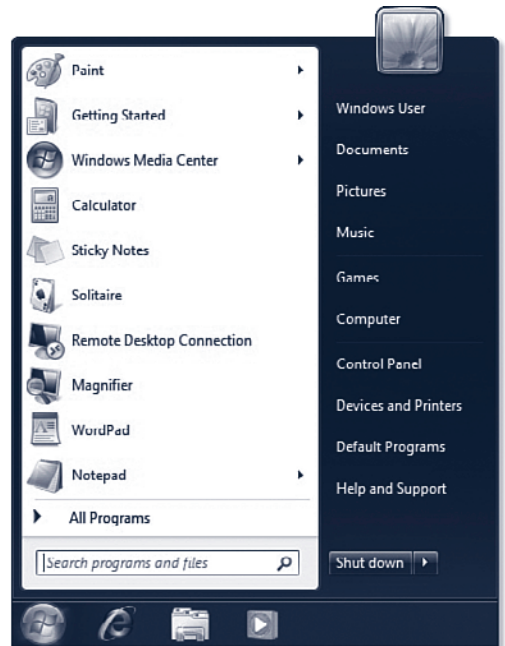 Paint
Getting Started
Windows Media Center
Calculator
Sticky Notes
Solitaire
Remote Desktop Connection
Magnifier
WordPad
Notepad
All Programs
Search programs and files
Windows User
Documents
Pictures
Music
Games
Computer
Control Panel
Devices and Printers
Default Programs
Help and Support
Shut down